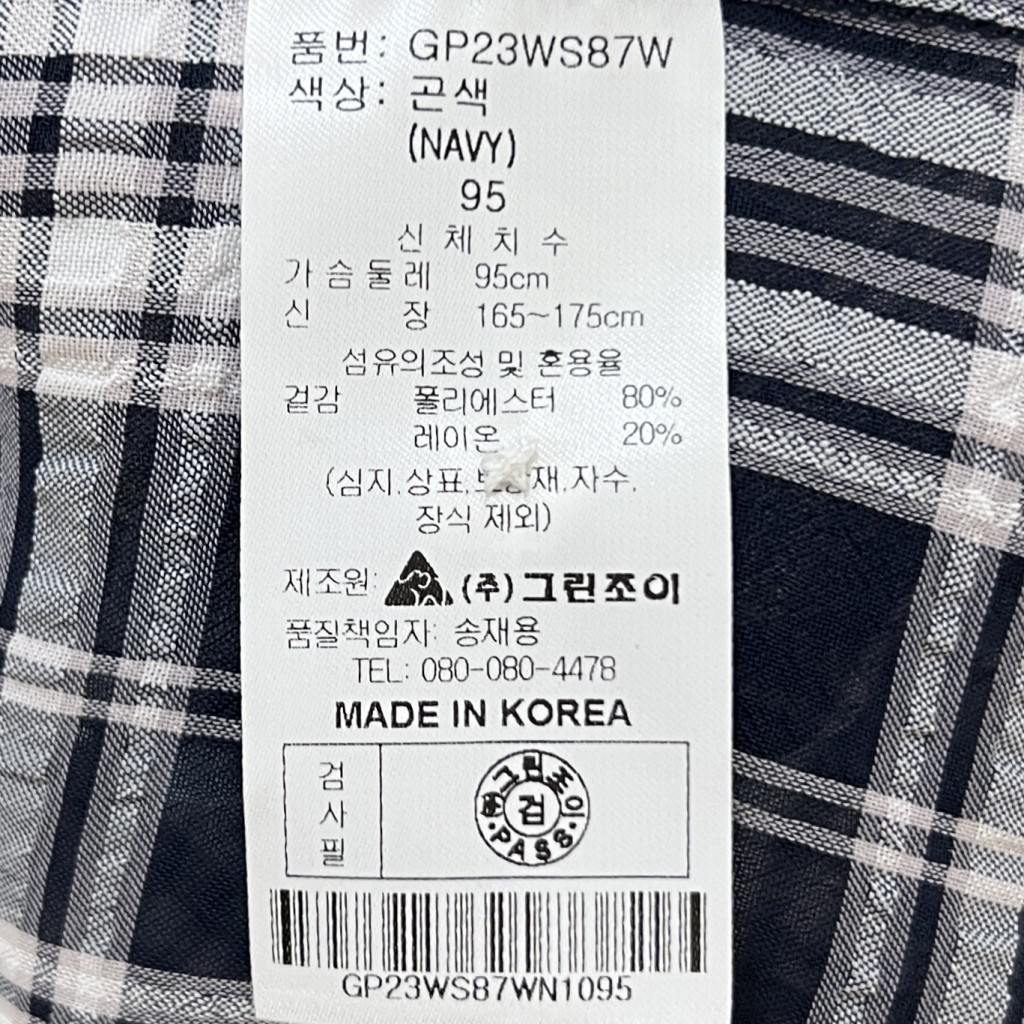 품번: GP23WS87W
색상: 곤색
(NAVY)
95
신 체 치 수
가슴둘레 95cm
신 장 165~175cm
섬유의조성 및 혼용율
겉감 폴리에스터 80%
레이온 20%
(심지.상표.재.자수.
장식 제외)
제조원: (주)그린조이
품질책임자: 송재용
TEL: 080-080-4478
MADE IN KOREA
검사필
그린조이
검
PASS
GP23WS87WN1095